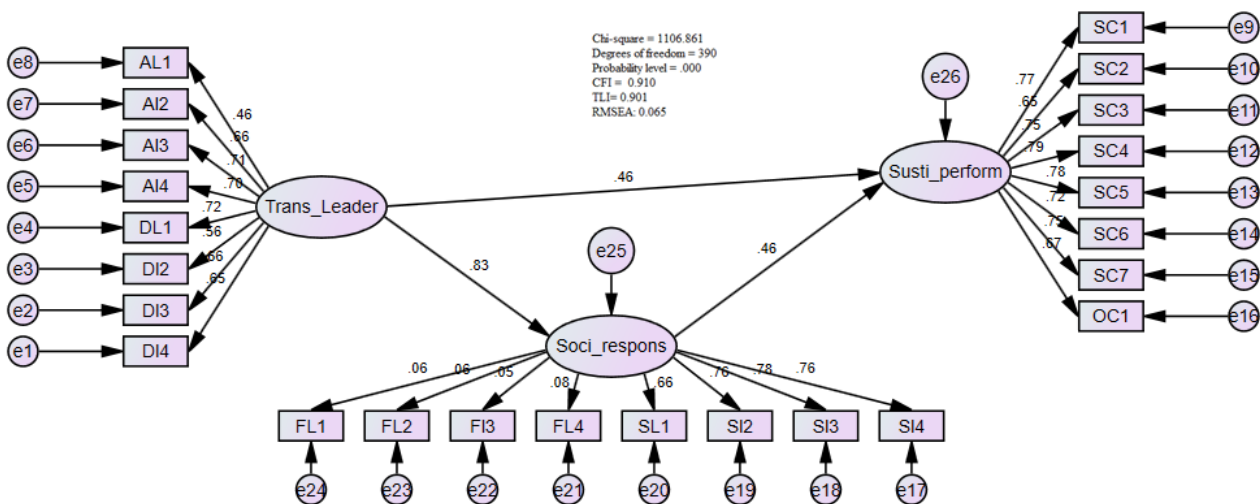 Chi-square = 1106.861
Degrees of freedom = 390
Probability level = .000
CFI = 0.910
TLI= 0.901
RMSEA: 0.065
e8 AL1
e7 AI2
e6 AI3
e5 AI4
e4 DL1
e3 DI2
e2 DI3
e1 DI4
.46
.66
.71
.70
.72
.56
.66
.65
Trans_Leader
.46
.83
e25
.46
Soci_respons
e26
Susti_perform
.77
.65
.75
.79
.78
.72
.75
.67
SC1 e9
SC2 e10
SC3 e11
SC4 e12
SC5 e13
SC6 e14
SC7 e15
OC1 e16
.06 .06 .05 .08 .66 .76 .78 .76
FL1 FL2 FI3 FL4 SL1 SI2 SI3 SI4
e24 e23 e22 e21 e20 e19 e18 e17